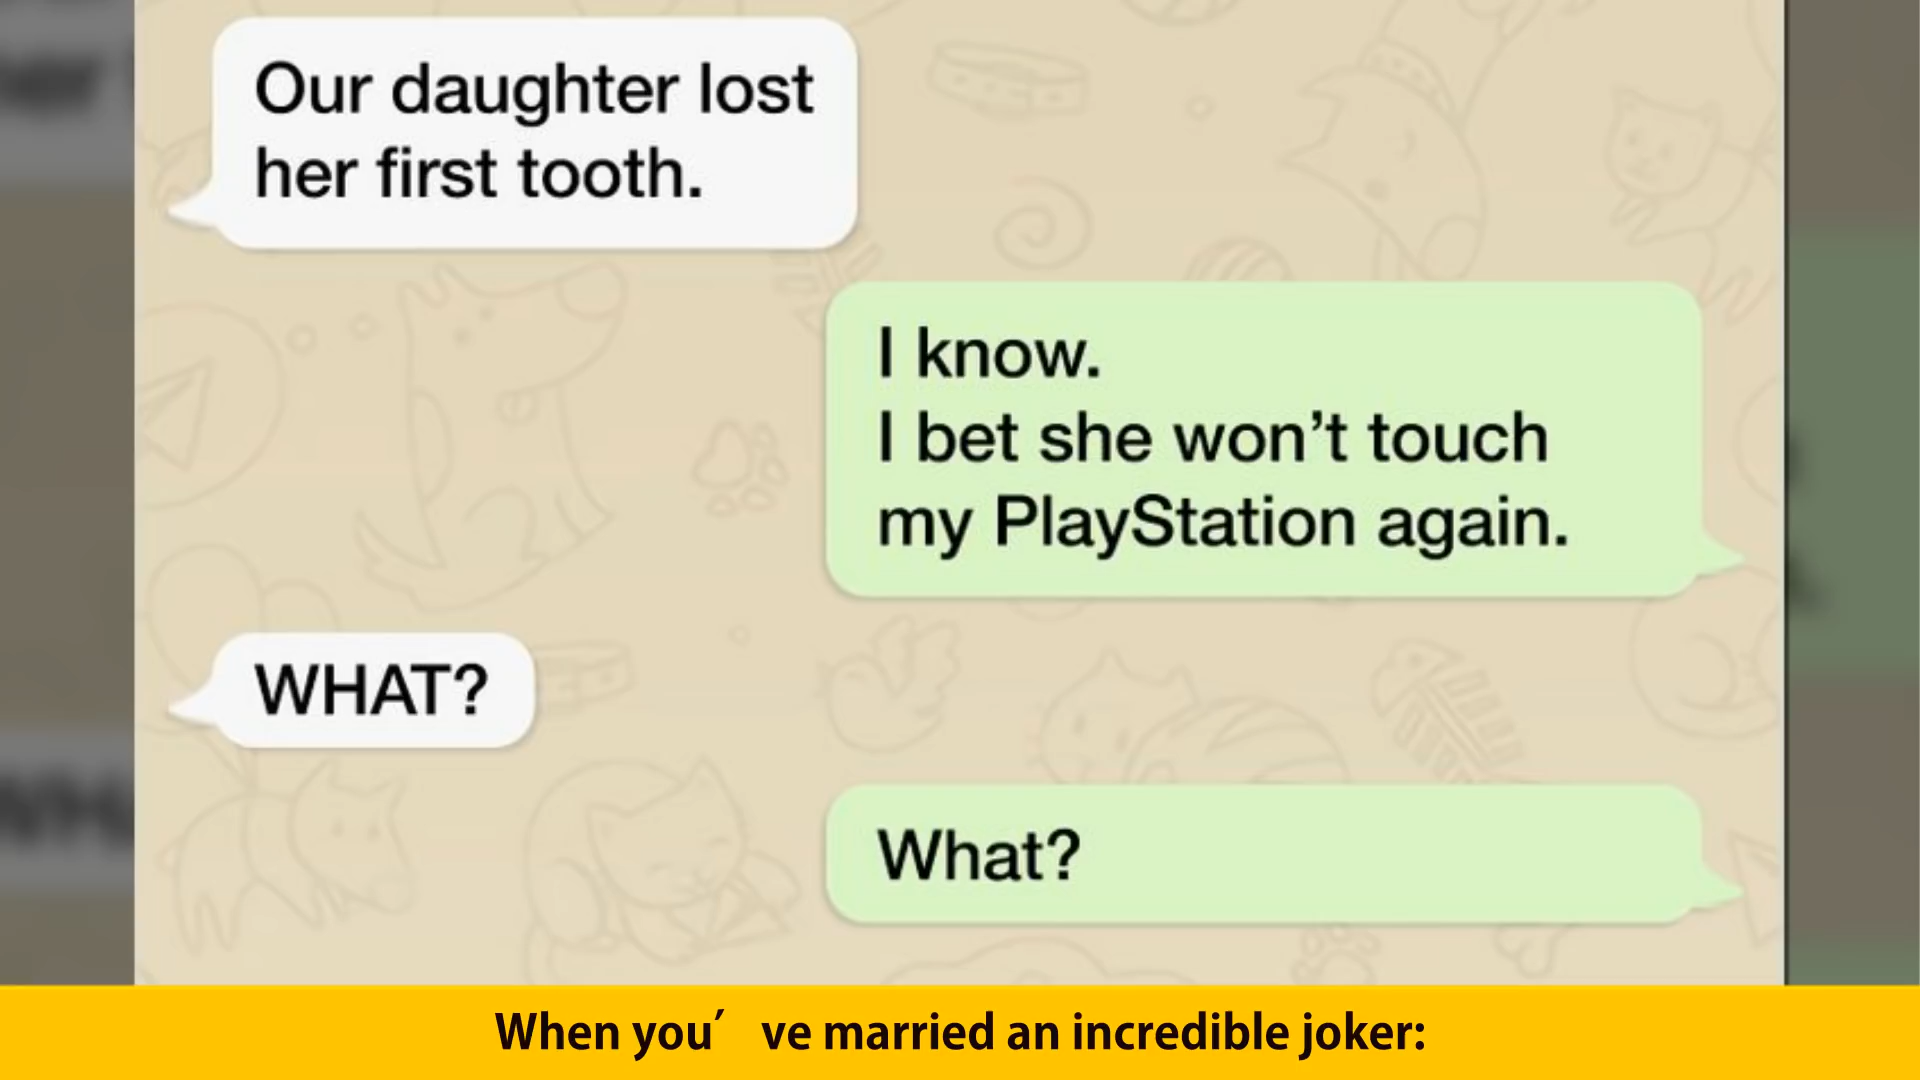 Our daughter lost
her first tooth.
I know.
I bet she won’t touch
my PlayStation again.
WHAT?
What?
When you′ ve married an incredible joker: